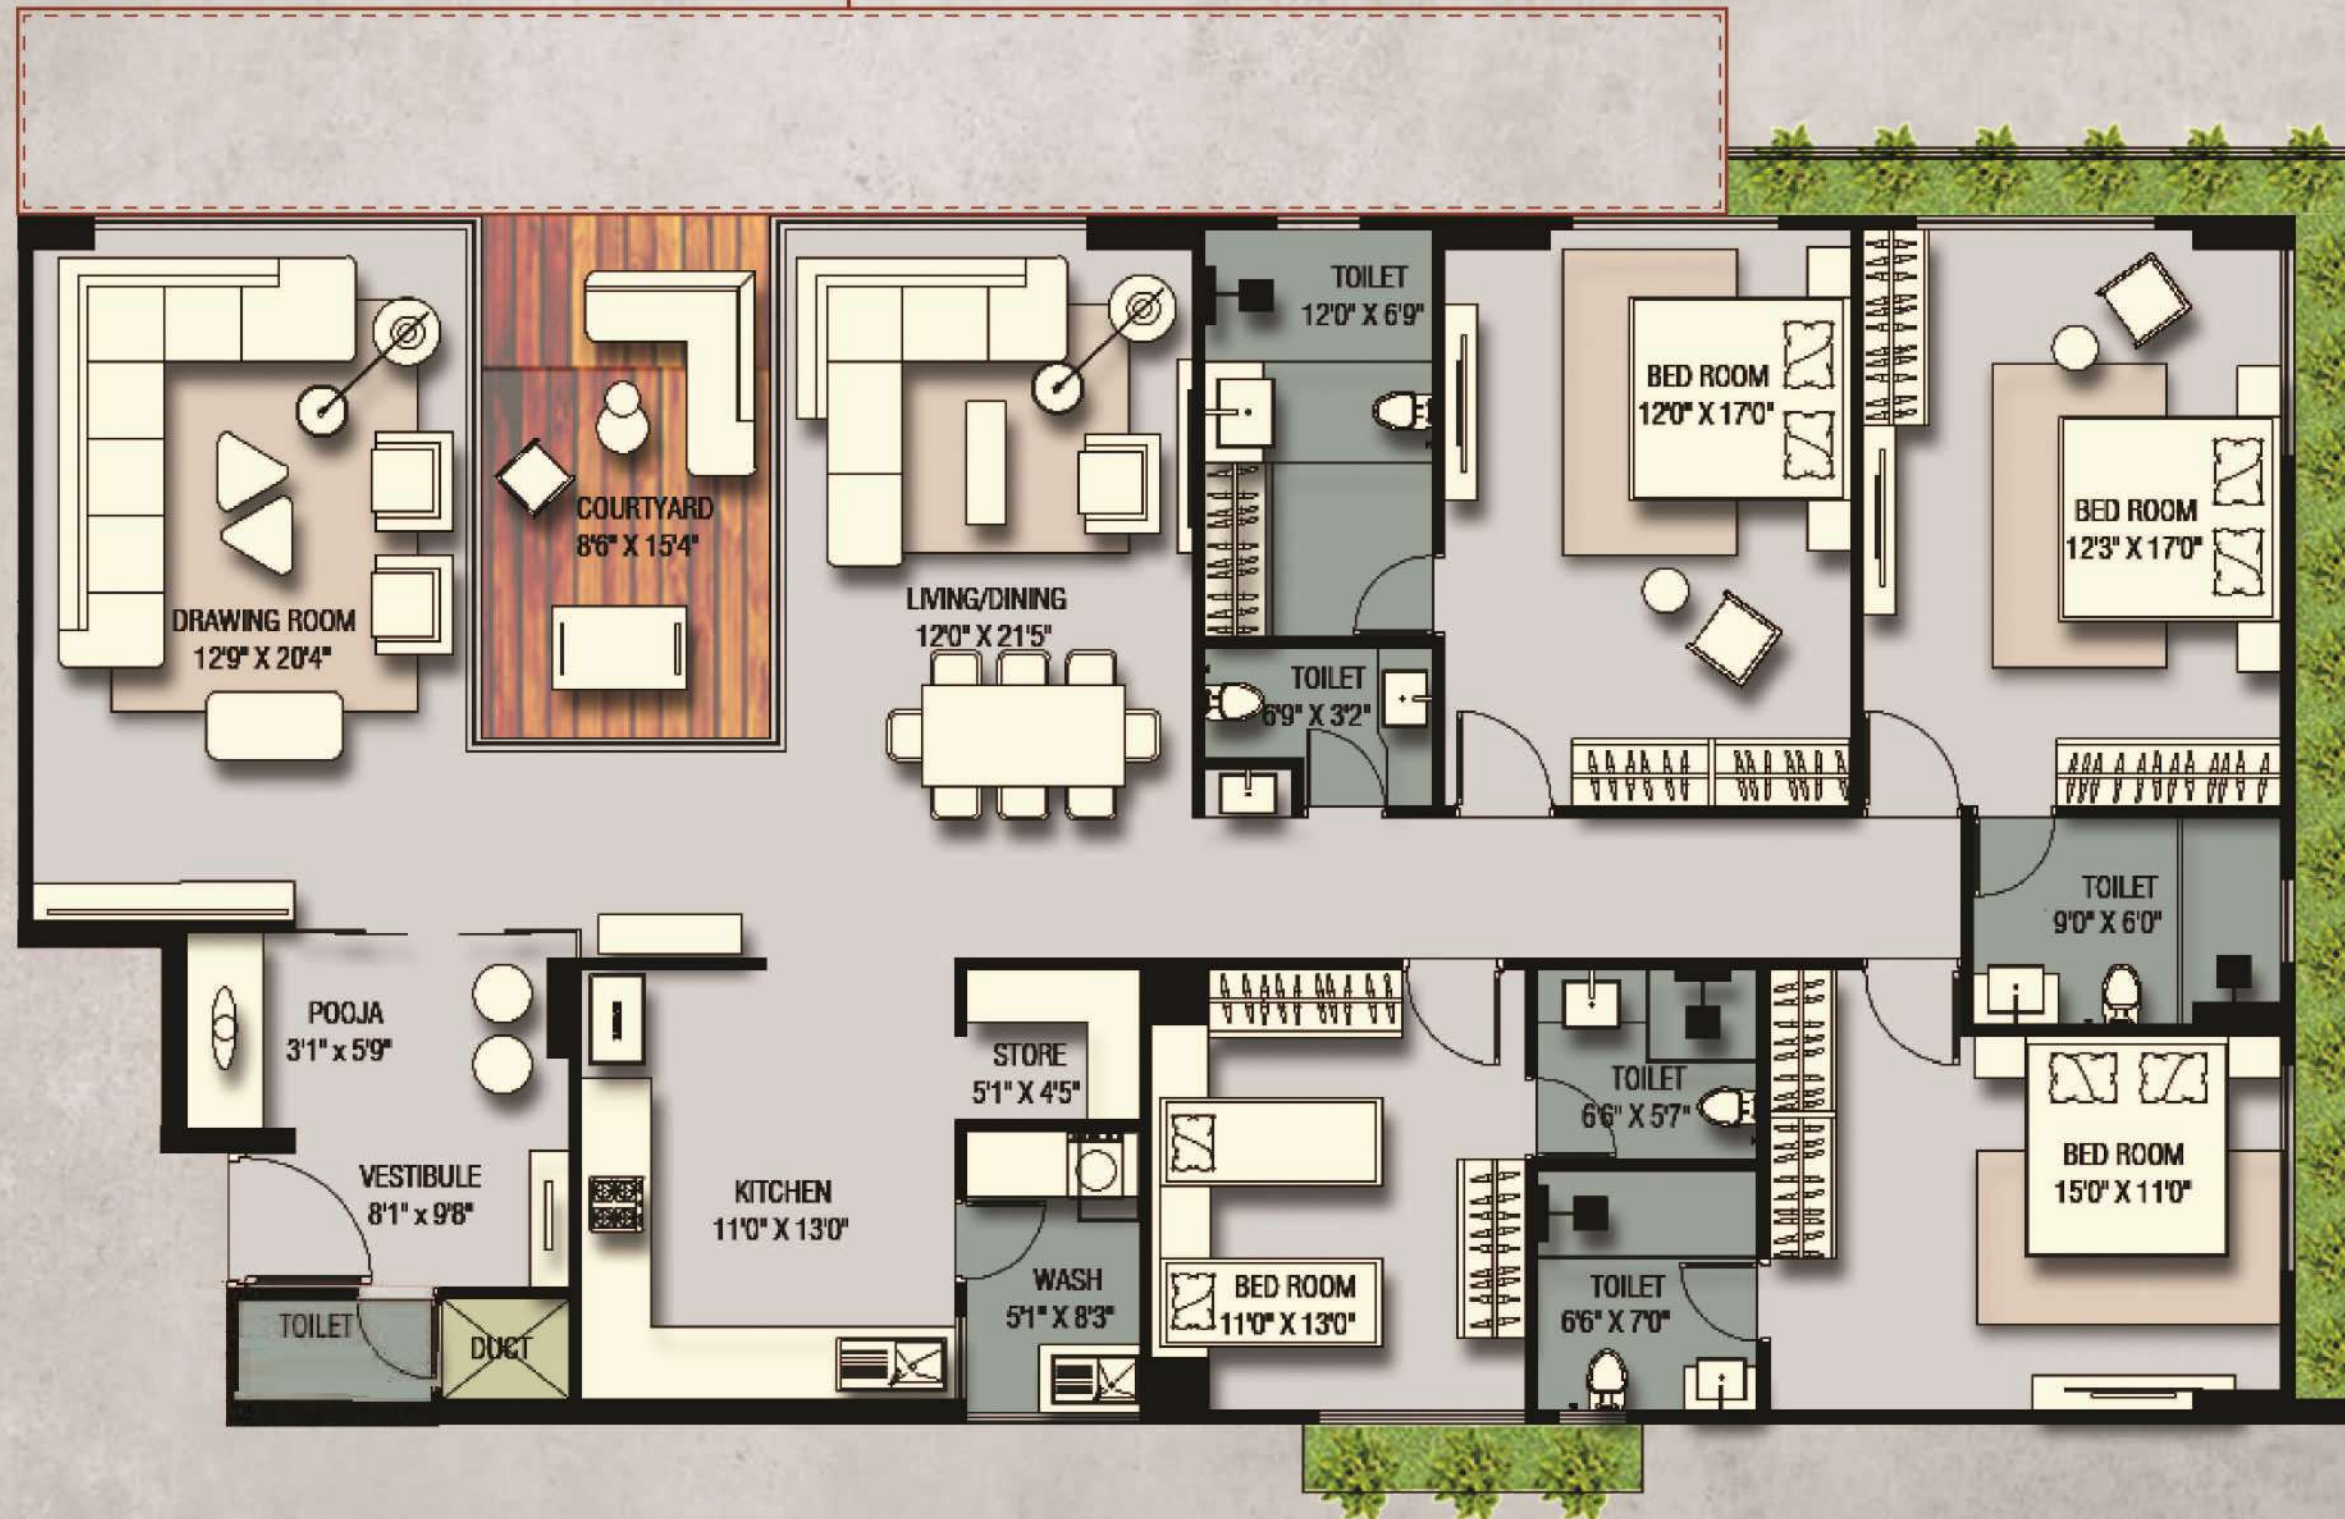 TOILET
12'0" X 6'9"
BED ROOM
12'0" X 17'0"
BED ROOM
12'3" X 17'0"
COURTYARD
8'6" X 15'4"
DRAWING ROOM
12'9" X 20'4"
LIVING/DINING
12'0" X 21'5"
TOILET
6'9" X 3'2"
TOILET
9'0" X 6'0"
POOJA
3'1" x 5'9"
STORE
5'1" X 4'5"
TOILET
6'6" X 5'7"
VESTIBULE
8'1" x 9'8"
KITCHEN
11'0" X 13'0"
BED ROOM
15'0" X 11'0"
WASH
5'1" X 8'3"
BED ROOM
11'0" X 13'0"
TOILET
6'6" X 7'0"
TOILET
DUCT